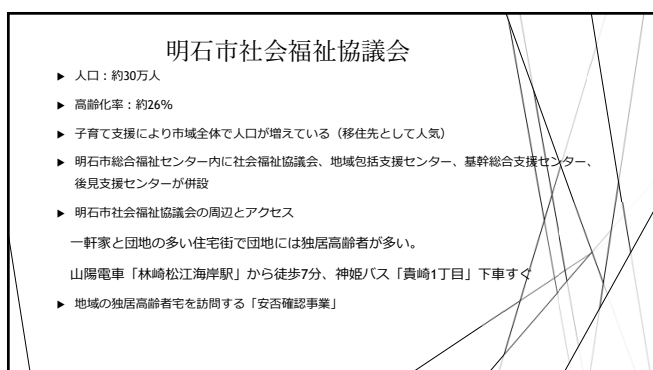 明石市社会福祉協議会
▶ 人口：約30万人
▶ 高齢化率：約26%
▶ 子育て支援により市域全体で人口が増えている（移住先として人気）
▶ 明石市総合福祉センター内に社会福祉協議会、地域包括支援センター、基幹総合支援センター、
後見支援センターが併設
▶ 明石市社会福祉協議会の周辺とアクセス
一軒家と団地の多い住宅街で団地には独居高齢者が多い。
山陽電車「林崎松江海岸駅」から徒歩7分、神姫バス「貴崎1丁目」下車すぐ
▶ 地域の独居高齢者宅を訪問する「安否確認事業」